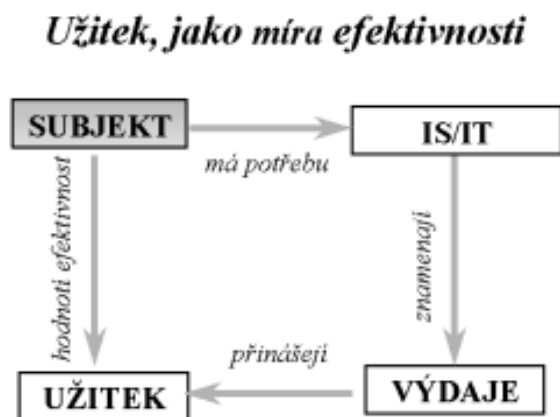 Užitek, jako míra efektivnosti
SUBJEKT
IS/IT
má potřebu
hodnotí efektivnost
znamenají
přinášejí
UŽITEK
VÝDAJE